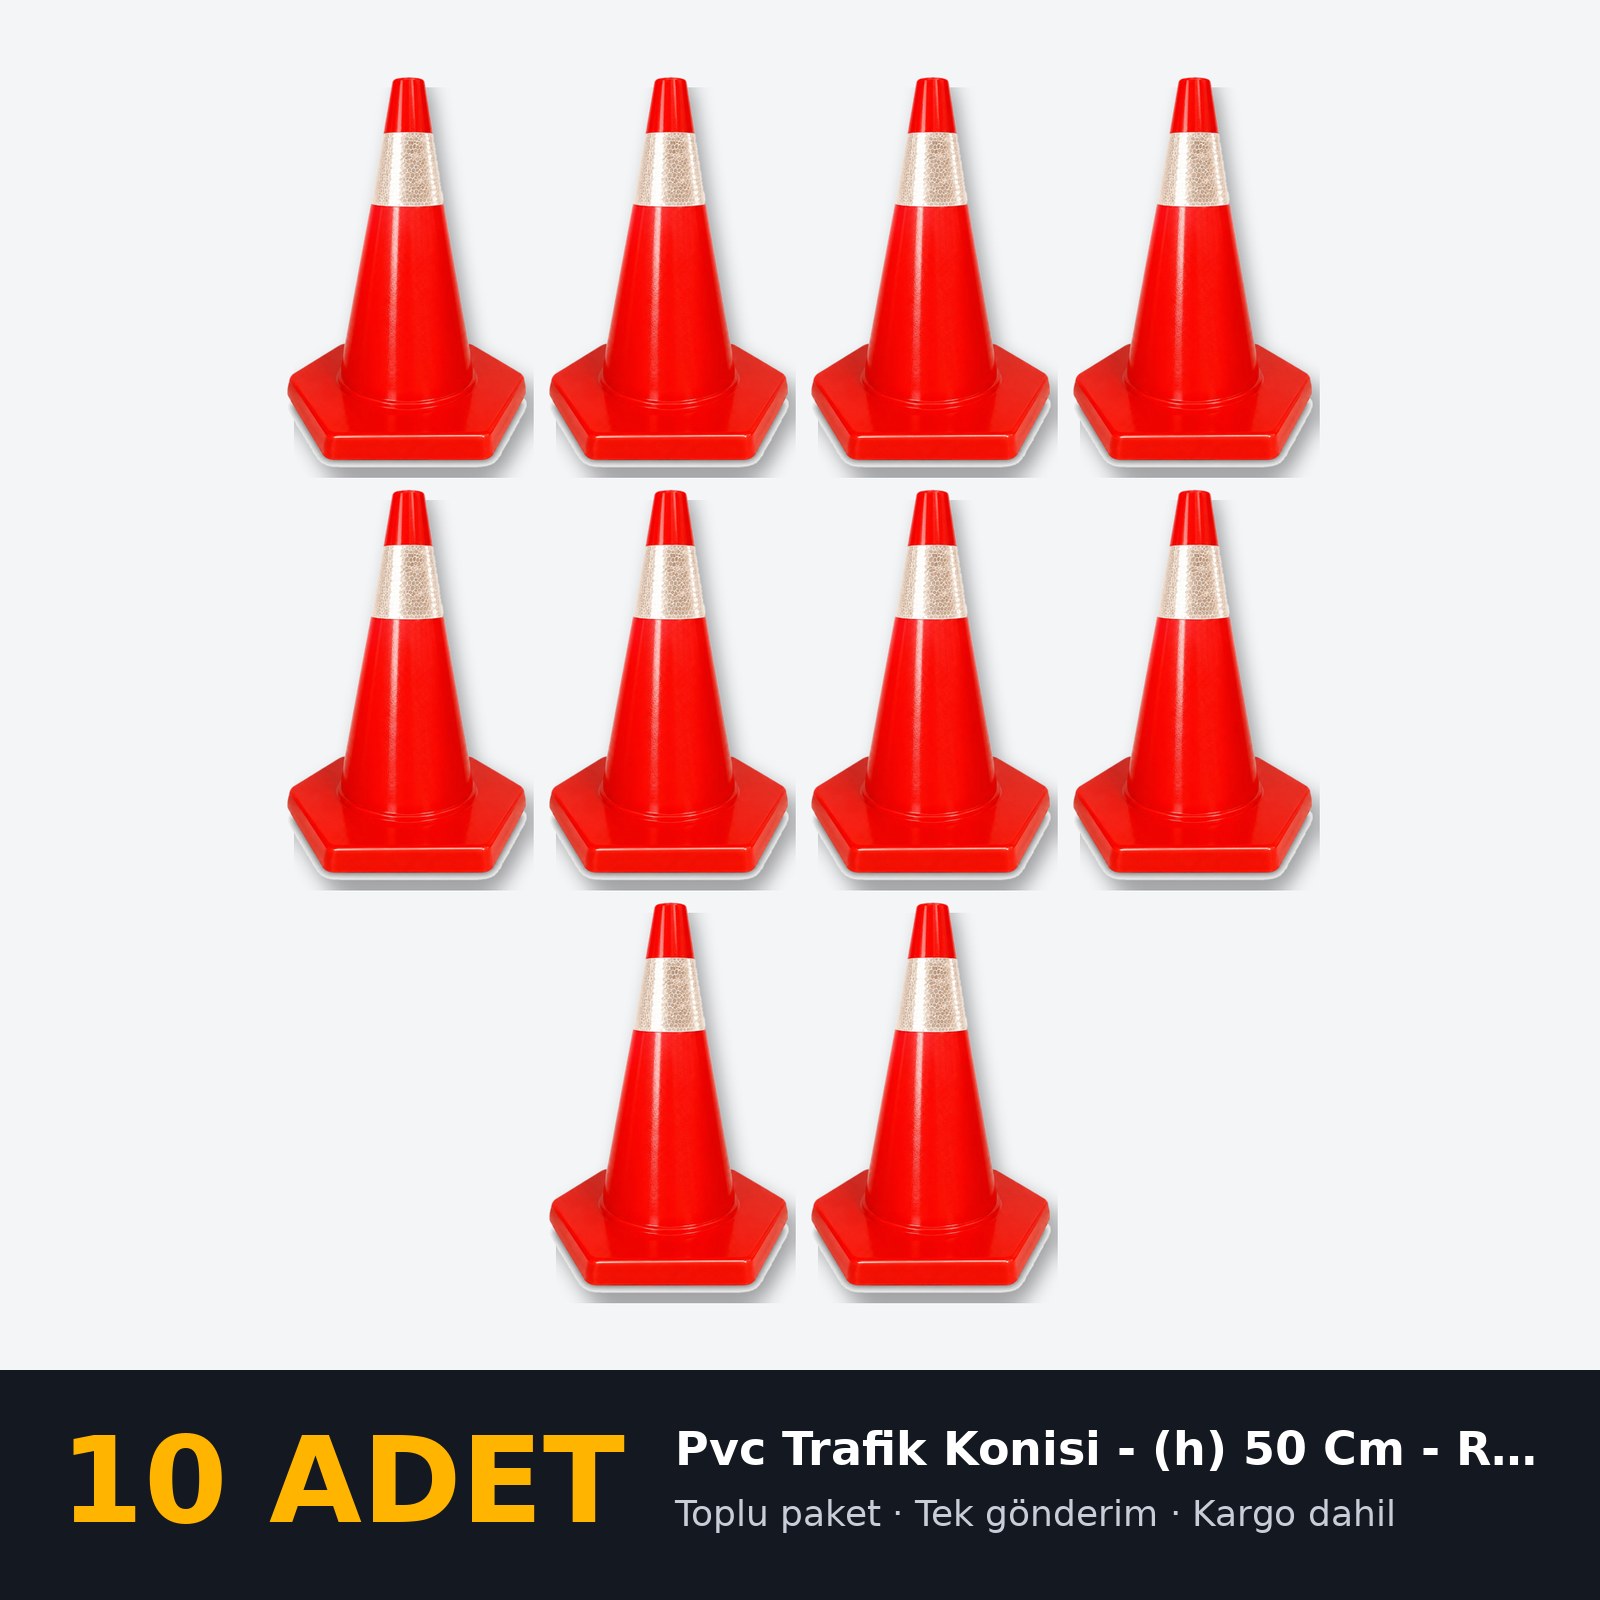 10 ADET
Pvc Trafik Konisi - (h) 50 Cm - R...
Toplu paket · Tek gönderim · Kargo dahil